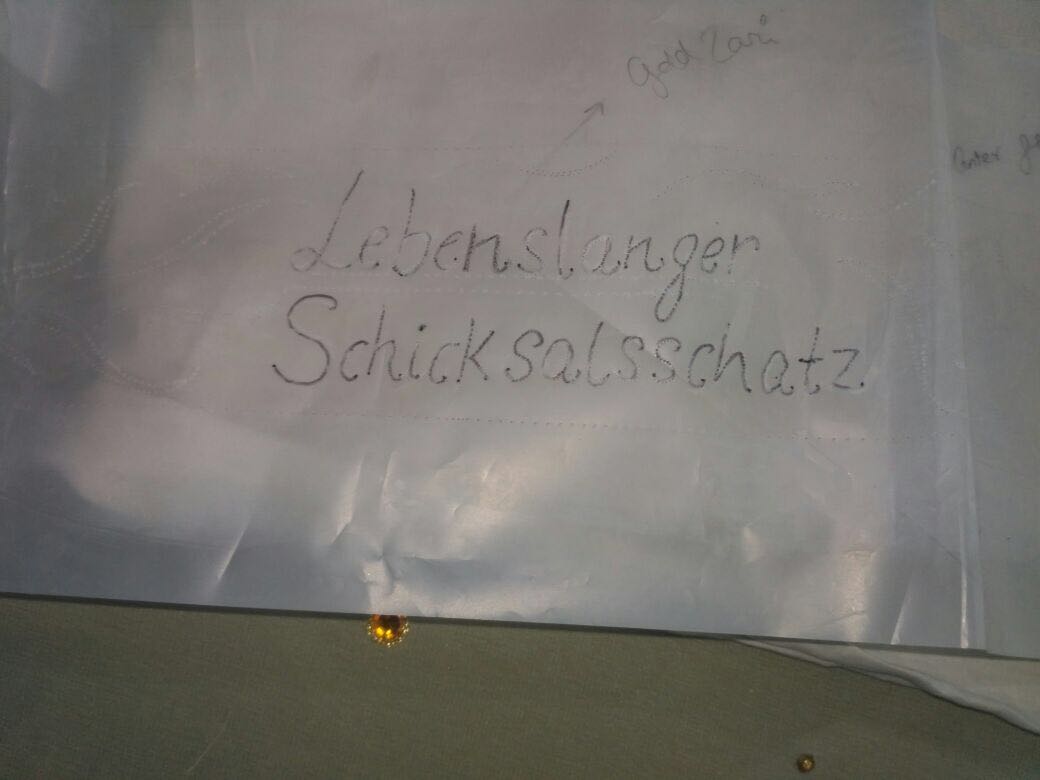 Gold Zari
Lebenslanger
Schicksalsschatz